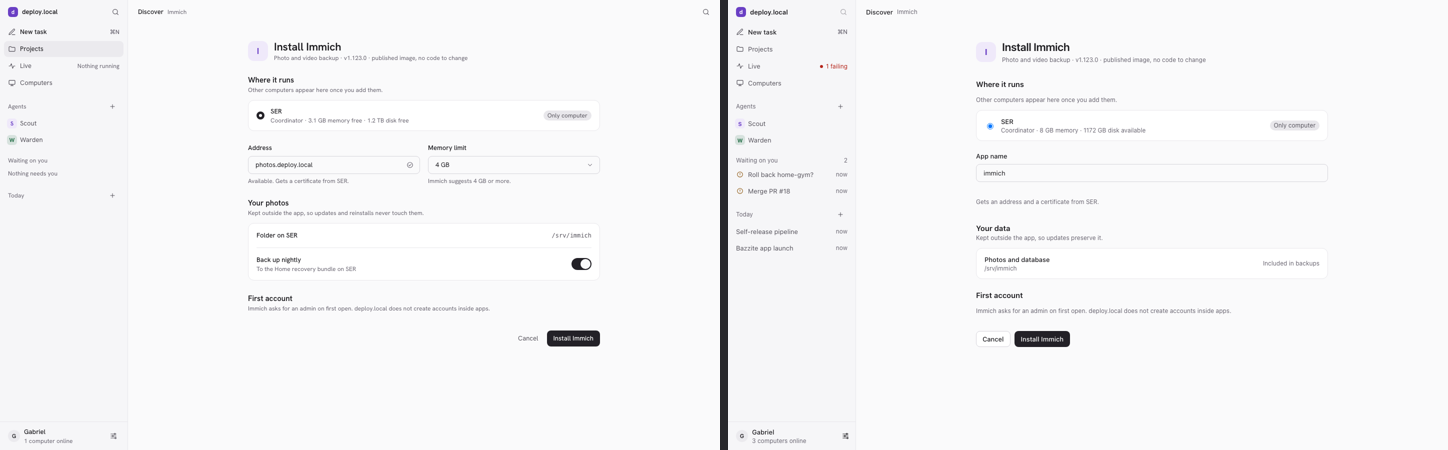 d deploy.local
New task ⌘N
Projects
Live Nothing running
Computers
Agents +
S Scout
W Warden
Waiting on you
Nothing needs you
Today +
G Gabriel
1 computer online
Discover Immich
I Install Immich
Photo and video backup · v1.123.0 · published image, no code to change
Where it runs
Other computers appear here once you add them.
SER
Coordinator · 3.1 GB memory free · 1.2 TB disk free
Only computer
Address
photos.deploy.local
Available. Gets a certificate from SER.
Memory limit
4 GB
Immich suggests 4 GB or more.
Your photos
Kept outside the app, so updates and reinstalls never touch them.
Folder on SER /srv/immich
Back up nightly
To the Home recovery bundle on SER
First account
Immich asks for an admin on first open. deploy.local does not create accounts inside apps.
Cancel Install Immich
d deploy.local
New task ⌘N
Projects
Live 1 failing
Computers
Agents +
S Scout
W Warden
Waiting on you 2
Roll back home-gym? now
Merge PR #18 now
Today +
Self-release pipeline now
Bazzite app launch now
G Gabriel
3 computers online
Discover Immich
I Install Immich
Photo and video backup · v1.123.0 · published image, no code to change
Where it runs
Other computers appear here once you add them.
SER
Coordinator · 8 GB memory · 1172 GB disk available
Only computer
App name
immich
Gets an address and a certificate from SER.
Your data
Kept outside the app, so updates preserve it.
Photos and database
/srv/immich
Included in backups
First account
Immich asks for an admin on first open. deploy.local does not create accounts inside apps.
Cancel Install Immich